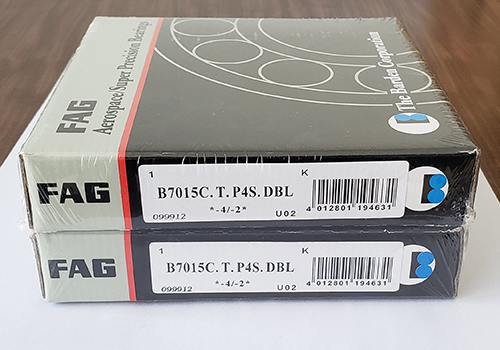 FAG
Aerospace/Super Precision Bearings
The Barden Corporation
FAG
1 K
B7015C.T.P4S.DBL
*-4/-2*
099912 U02 4 012801 194631
FAG
1 K
B7015C.T.P4S.DBL
*-4/-2*
099912 U02 4 012801 194631